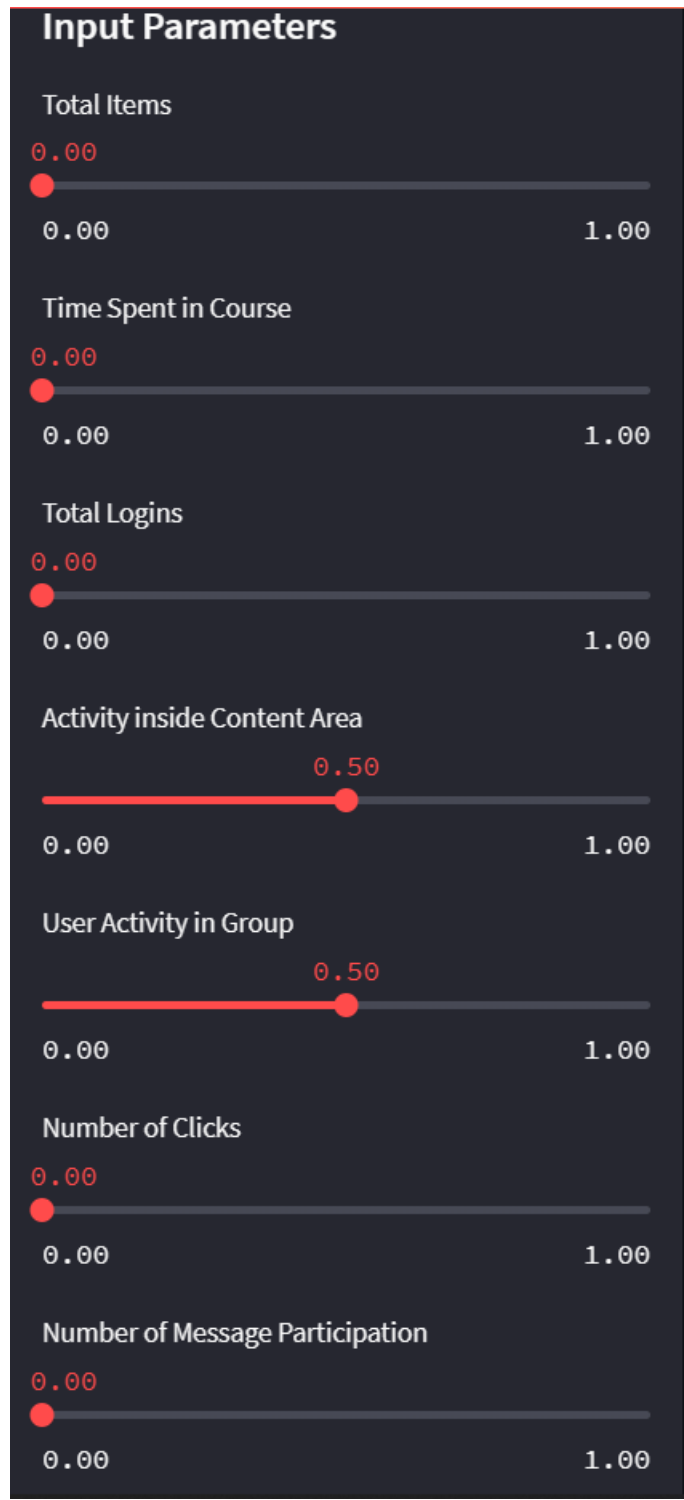 Input Parameters
Total Items
0.00
0.00 1.00
Time Spent in Course
0.00
0.00 1.00
Total Logins
0.00
0.00 1.00
Activity inside Content Area
0.50
0.00 1.00
User Activity in Group
0.50
0.00 1.00
Number of Clicks
0.00
0.00 1.00
Number of Message Participation
0.00
0.00 1.00